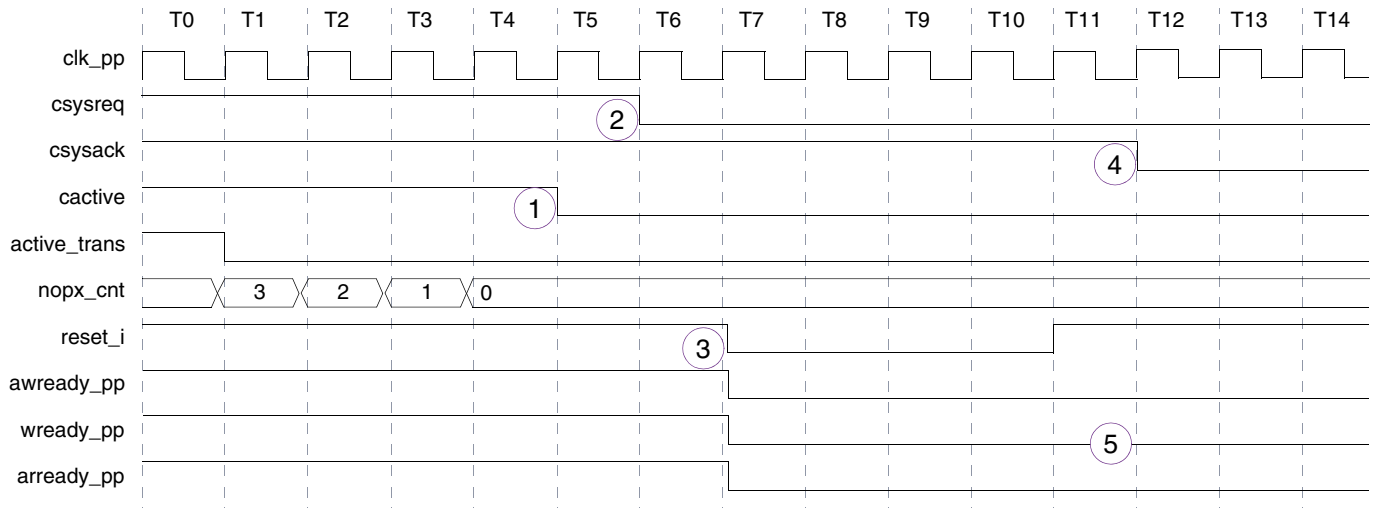 T0 T1 T2 T3 T4 T5 T6 T7 T8 T9 T10 T11 T12 T13 T14
clk_pp
csysreq 2
csysack 4
cactive 1
active_trans
nopx_cnt 3 2 1 0
reset_i 3
awready_pp
wready_pp 5
arready_pp